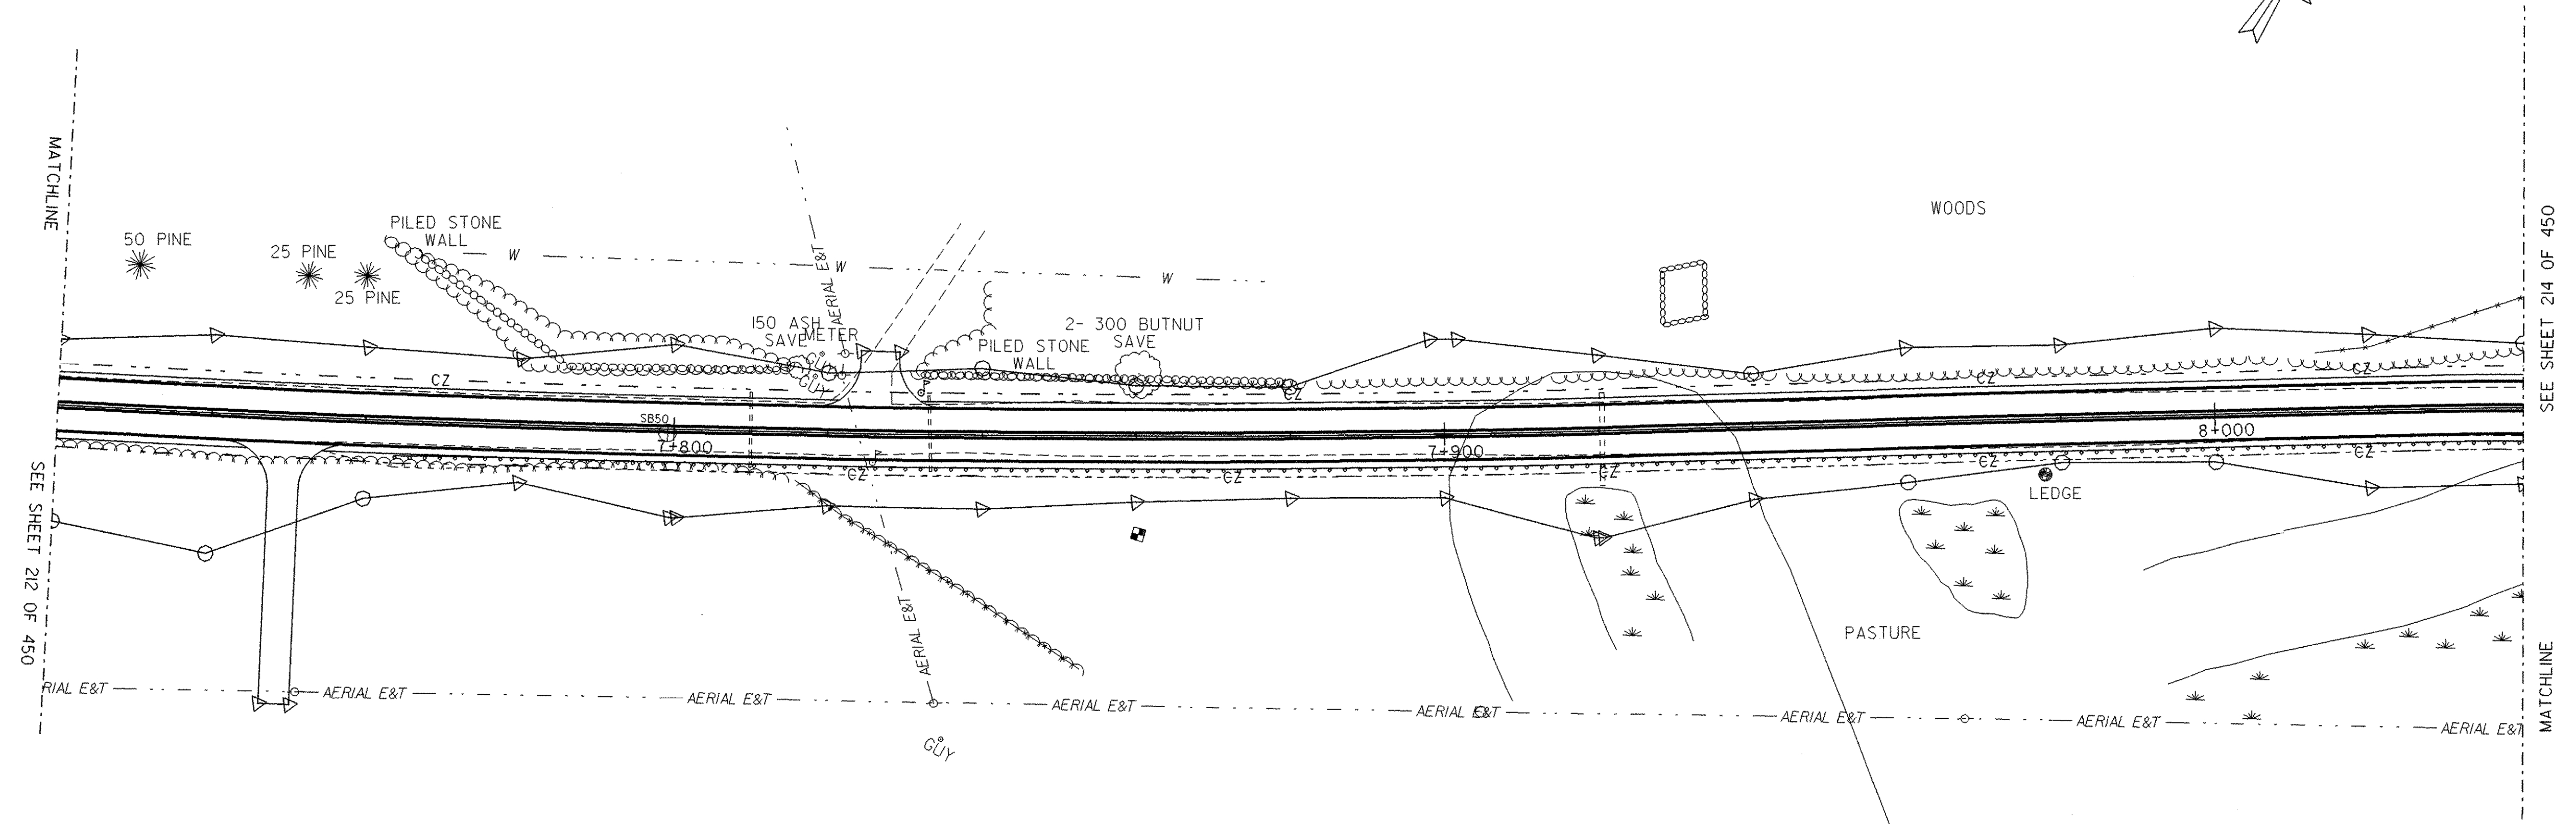 MATCHLINE
SEE SHEET 212 OF 450
50 PINE
25 PINE
25 PINE
PILED STONE
WALL
W
W
W
AERIAL E&T
150 ASH
SAVE
METER
GUY
GUY
PILED STONE
WALL
2- 300 BUTNUT
SAVE
WOODS
CZ
CZ
CZ
CZ
SB50
7+800
7+900
8+000
CZ
CZ
CZ
CZ
CZ
LEDGE
PASTURE
AERIAL E&T
RIAL E&T
AERIAL E&T
AERIAL E&T
AERIAL E&T
AERIAL E&T
AERIAL E&T
AERIAL E&T
AERIAL E&T
GUY
SEE SHEET 214 OF 450
MATCHLINE